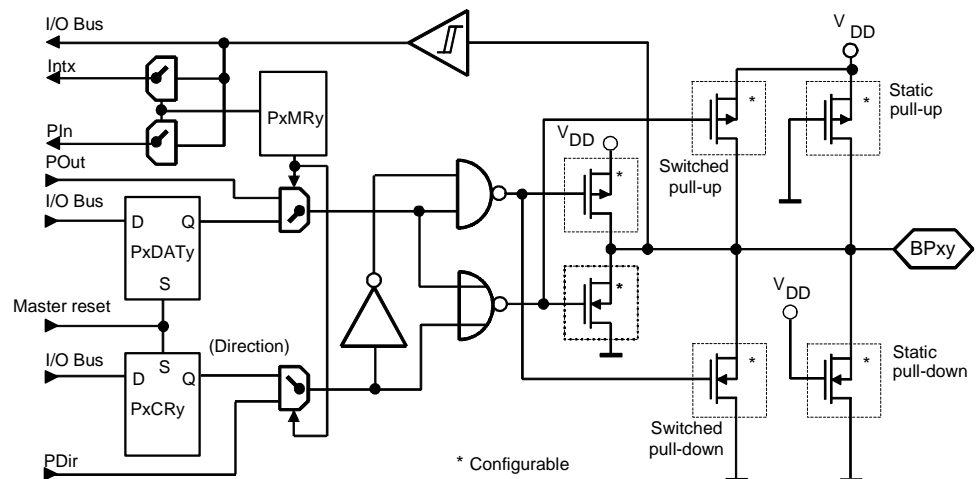 I/O Bus
Intx
PIn
POut
I/O Bus
D
Q
PxDATy
S
Master reset
I/O Bus
S
D
Q
PxCRy
(Direction)
PDir
PxMRy
V
DD
*
*
Switched
pull-up
*
V
DD
*
Static
pull-up
BPxy
*
Switched
pull-down
V
DD
*
Static
pull-down
* Configurable